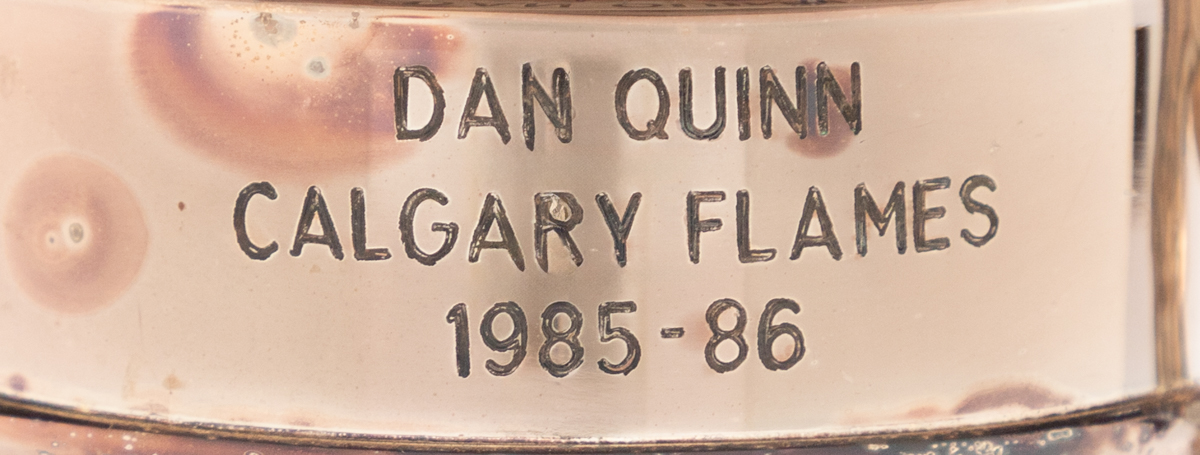 DAN QUINN
CALGARY FLAMES
1985-86